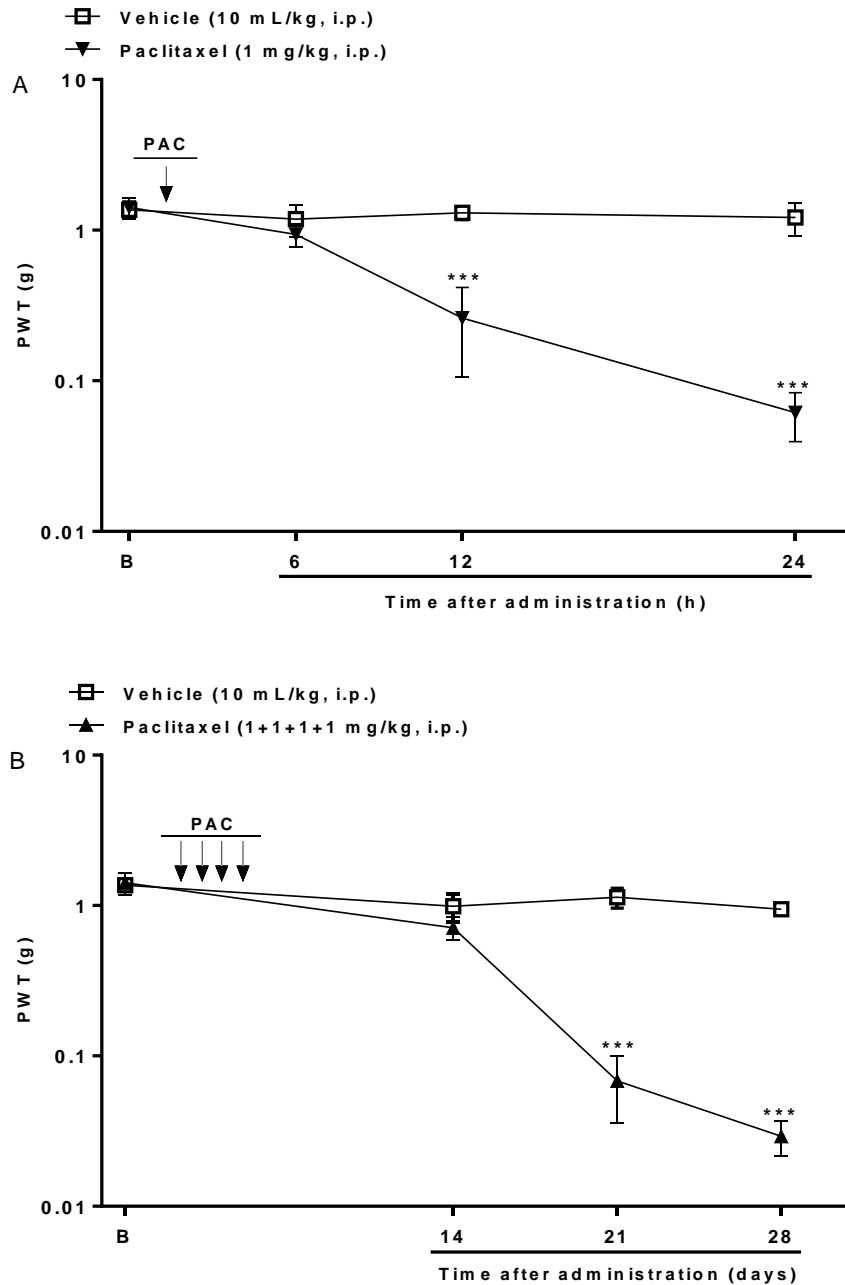 Vehicle (10 mL/kg, i.p.)
Paclitaxel (1 mg/kg, i.p.)
A
10
PAC
1
***
PWT (g)
0.1
***
0.01
B 6 12 24
Time after administration (h)
Vehicle (10 mL/kg, i.p.)
Paclitaxel (1+1+1+1 mg/kg, i.p.)
B
10
PAC
1
PWT (g)
0.1
***
***
0.01
B 14 21 28
Time after administration (days)